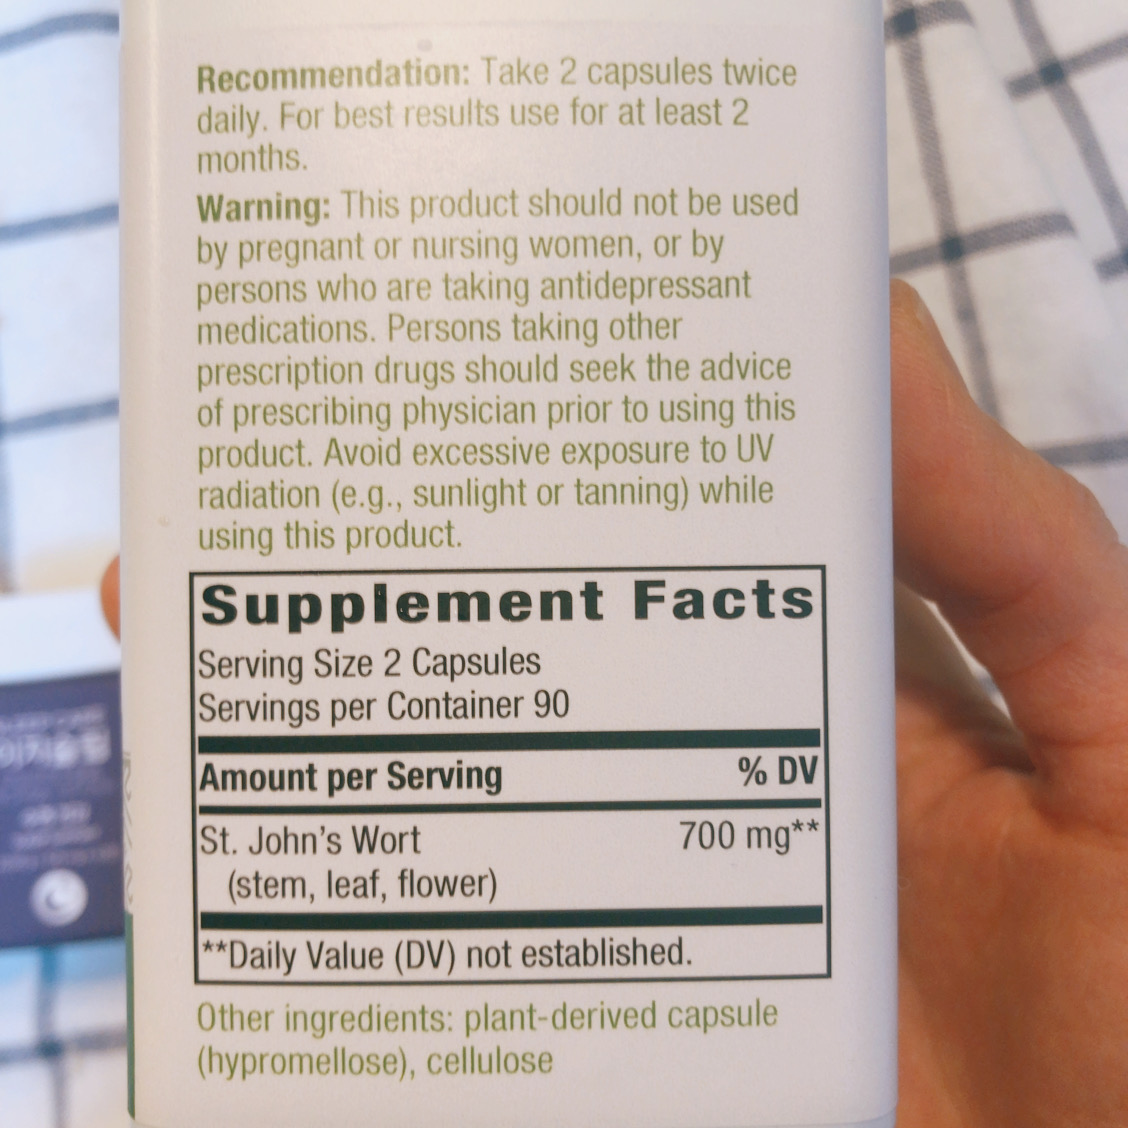 Recommendation: Take 2 capsules twice
daily. For best results use for at least 2
months.
Warning: This product should not be used
by pregnant or nursing women, or by
persons who are taking antidepressant
medications. Persons taking other
prescription drugs should seek the advice
of prescribing physician prior to using this
product. Avoid excessive exposure to UV
radiation (e.g., sunlight or tanning) while
using this product.
Supplement Facts
Serving Size 2 Capsules
Servings per Container 90
Amount per Serving % DV
St. John's Wort 700 mg**
(stem, leaf, flower)
**Daily Value (DV) not established.
Other ingredients: plant-derived capsule
(hypromellose), cellulose